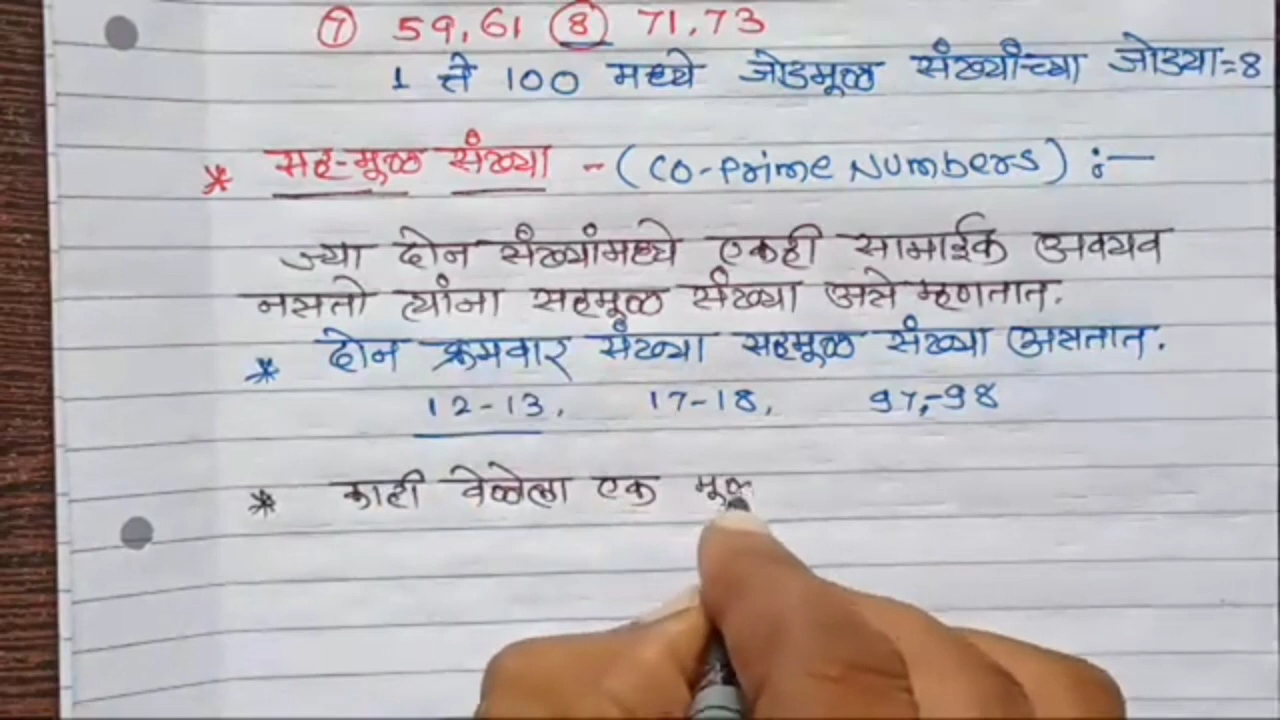 ⑦ 59,61 ⑧ 71,73
1 ते 100 मध्ये जोडमूळ संख्यांच्या जोड्या=8
* सह-मूळ संख्या -(CO-Prime Numbers) :—
ज्या दोन संख्यांमध्ये एकही सामाईक अवयव
नसतो त्यांना सहमूळ संख्या असे म्हणतात.
* दोन क्रमवार संख्या सहमूळ संख्या असतात.
12-13, 17-18, 97,-98
* काही वेळेला एक मूळ